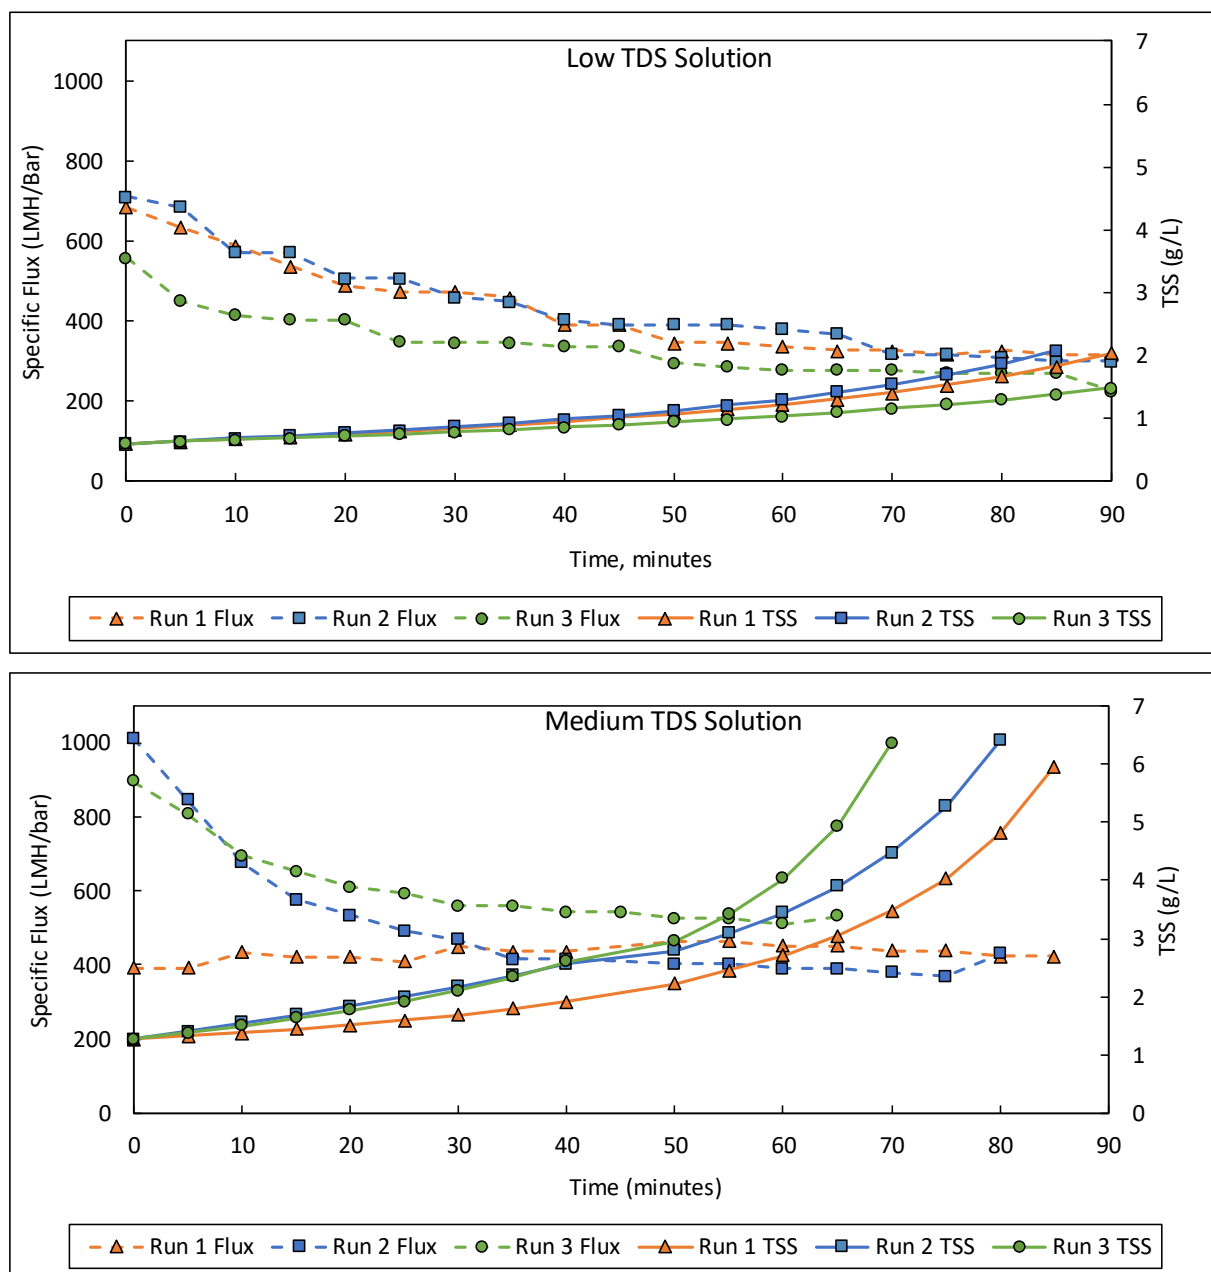 Low TDS Solution
Specific Flux (LMH/Bar)
1000
800
600
400
200
0
7
6
5
4
3
2
1
0
TSS (g/L)
0 10 20 30 40 50 60 70 80 90
Time, minutes
Run 1 Flux Run 2 Flux Run 3 Flux Run 1 TSS Run 2 TSS Run 3 TSS
Medium TDS Solution
Specific Flux (LMH/bar)
1000
800
600
400
200
0
7
6
5
4
3
2
1
0
TSS (g/L)
0 10 20 30 40 50 60 70 80 90
Time (minutes)
Run 1 Flux Run 2 Flux Run 3 Flux Run 1 TSS Run 2 TSS Run 3 TSS